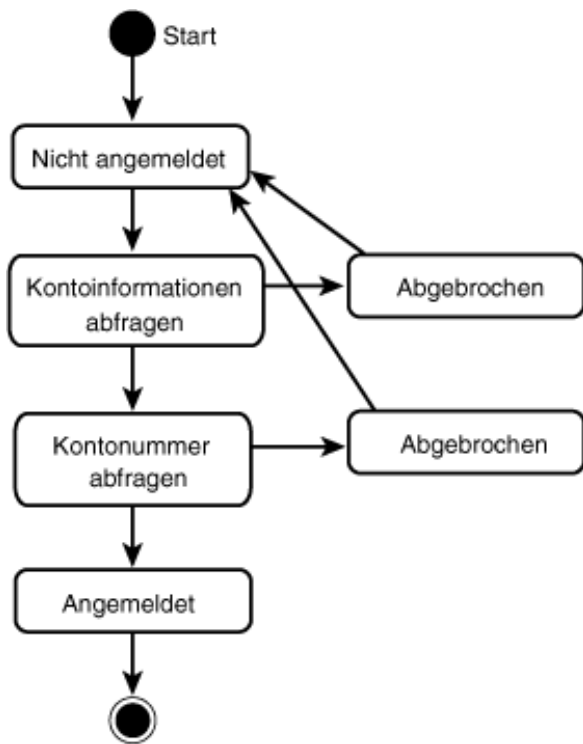 Start
Nicht angemeldet
Kontoinformationen
abfragen
Abgebrochen
Kontonummer
abfragen
Abgebrochen
Angemeldet